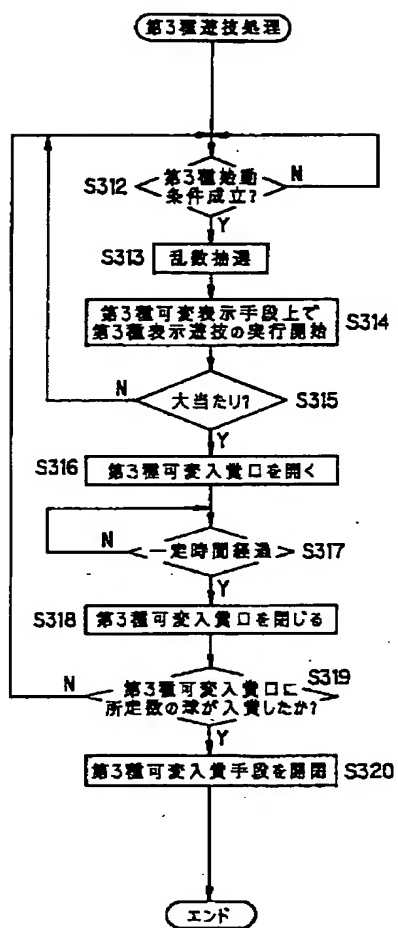 第3種遊技処理
S312
第3種始動
条件成立?
N
Y
S313
乱数抽選
第3種可変表示手段上で
第3種表示遊技の実行開始
S314
N
大当たり?
S315
Y
S316
第3種可変入賞口を開く
N
一定時間経過
S317
Y
S318
第3種可変入賞口を閉じる
N
S319
第3種可変入賞口に
所定数の球が入賞したか?
Y
第3種可変入賞手段を開閉
S320
エンド